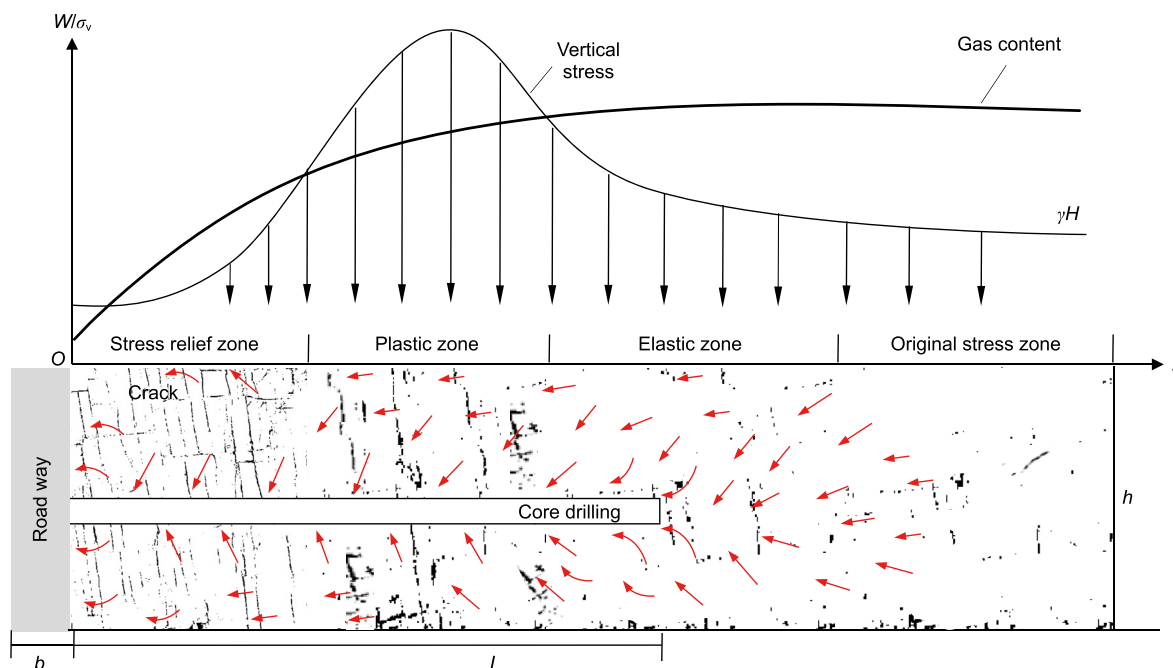 W/σv
Vertical
stress
Gas content
γH
O
Stress relief zone
Plastic zone
Elastic zone
Original stress zone
Crack
Road way
Core drilling
h
b